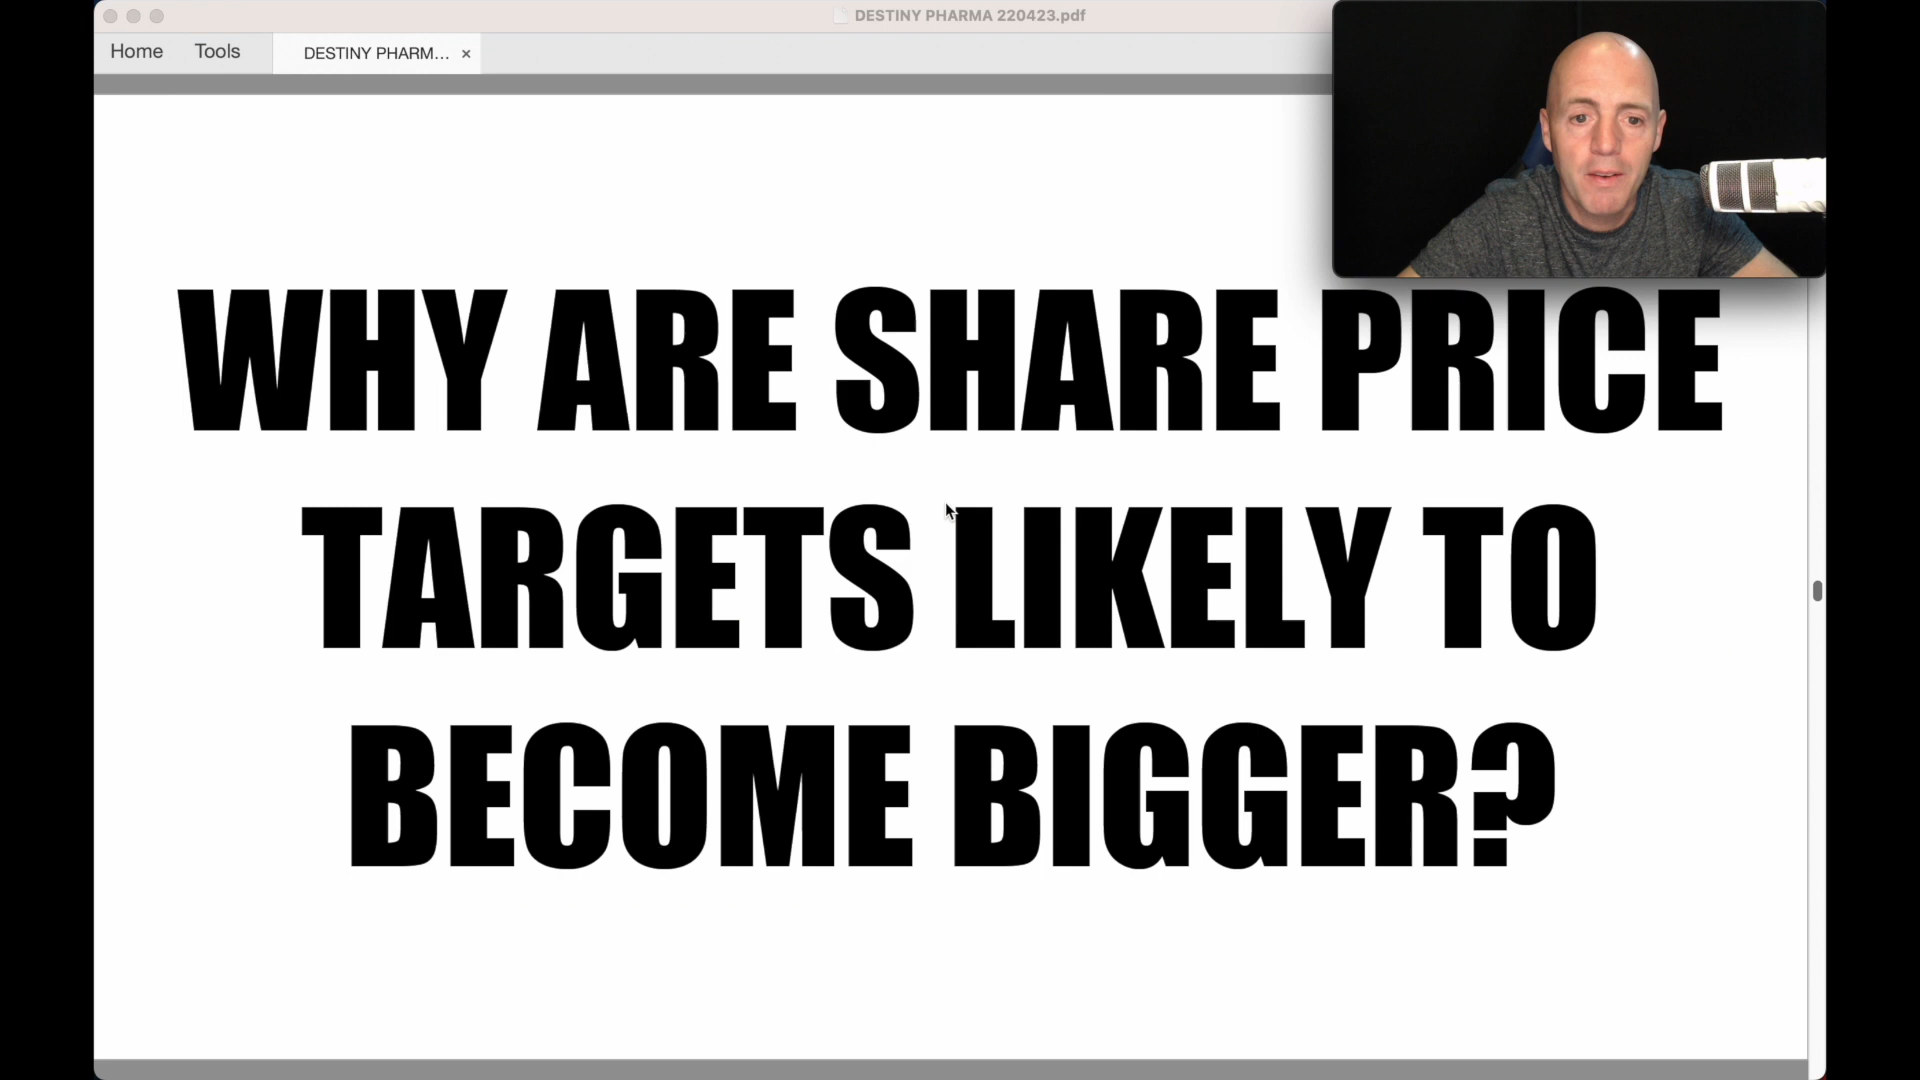 DESTINY PHARMA 220423.pdf
Home Tools DESTINY PHARM... ×
WHY ARE SHARE PRICE
TARGETS LIKELY TO
BECOME BIGGER?